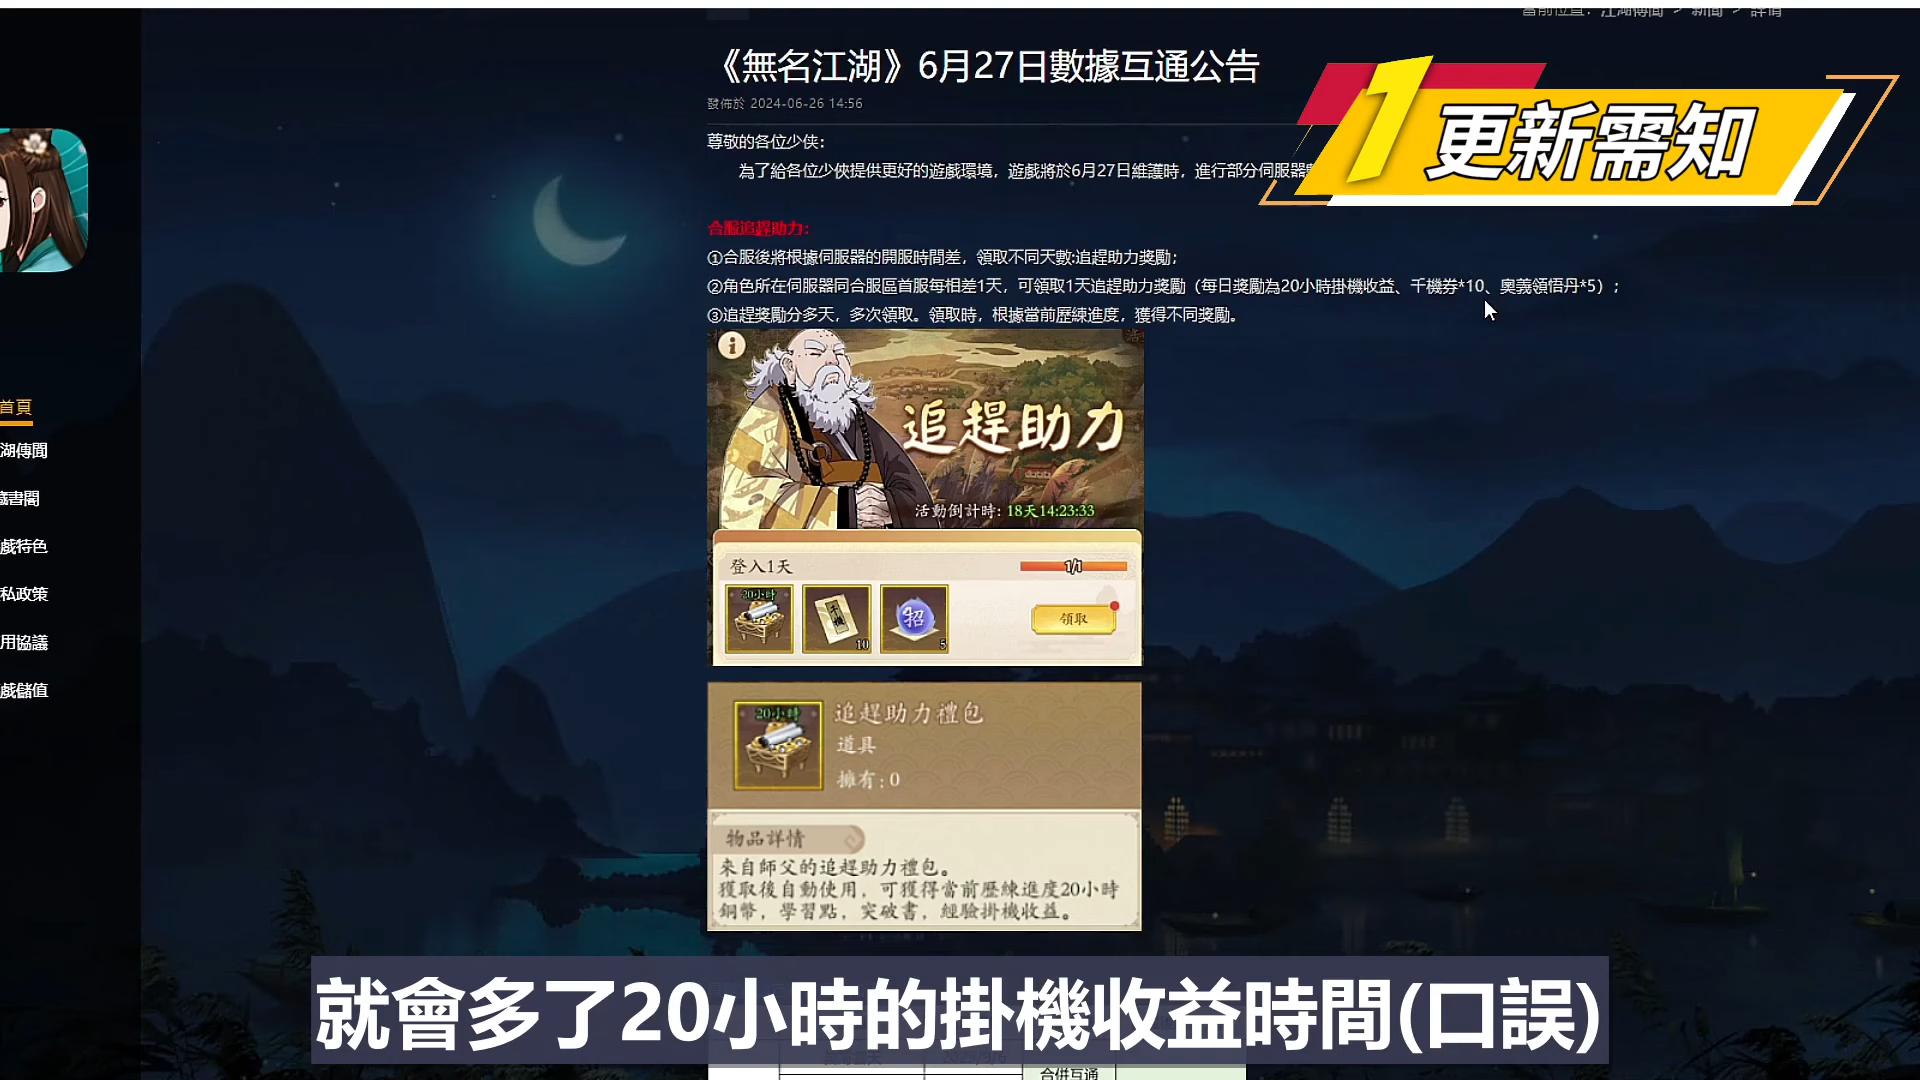 當前位置：江湖傳聞 > 新聞 > 詳情
《無名江湖》6月27日數據互通公告
發佈於 2024-06-26 14:56
1 更新需知
尊敬的各位少俠：
為了給各位少俠提供更好的遊戲環境，遊戲將於6月27日維護時，進行部分伺服器
合服追趕助力：
①合服後將根據伺服器的開服時間差，領取不同天數追趕助力獎勵；
②角色所在伺服器同合服區首服每相差1天，可領取1天追趕助力獎勵（每日獎勵為20小時掛機收益、千機券*10、奧義領悟丹*5）；
③追趕獎勵分多天，多次領取。領取時，根據當前歷練進度，獲得不同獎勵。
追趕助力
活動倒計時: 18天14:23:33
登入1天
1/1
20小時
千機
10
招
5
領取
20小時
追趕助力禮包
道具
擁有: 0
物品詳情
來自師父的追趕助力禮包。
獲取後自動使用，可獲得當前歷練進度20小時
銅幣，學習點，突破書，經驗掛機收益。
首頁
湖傳聞
藏書閣
戲特色
私政策
用協議
戲儲值
就會多了20小時的掛機收益時間(口誤)
合併互通